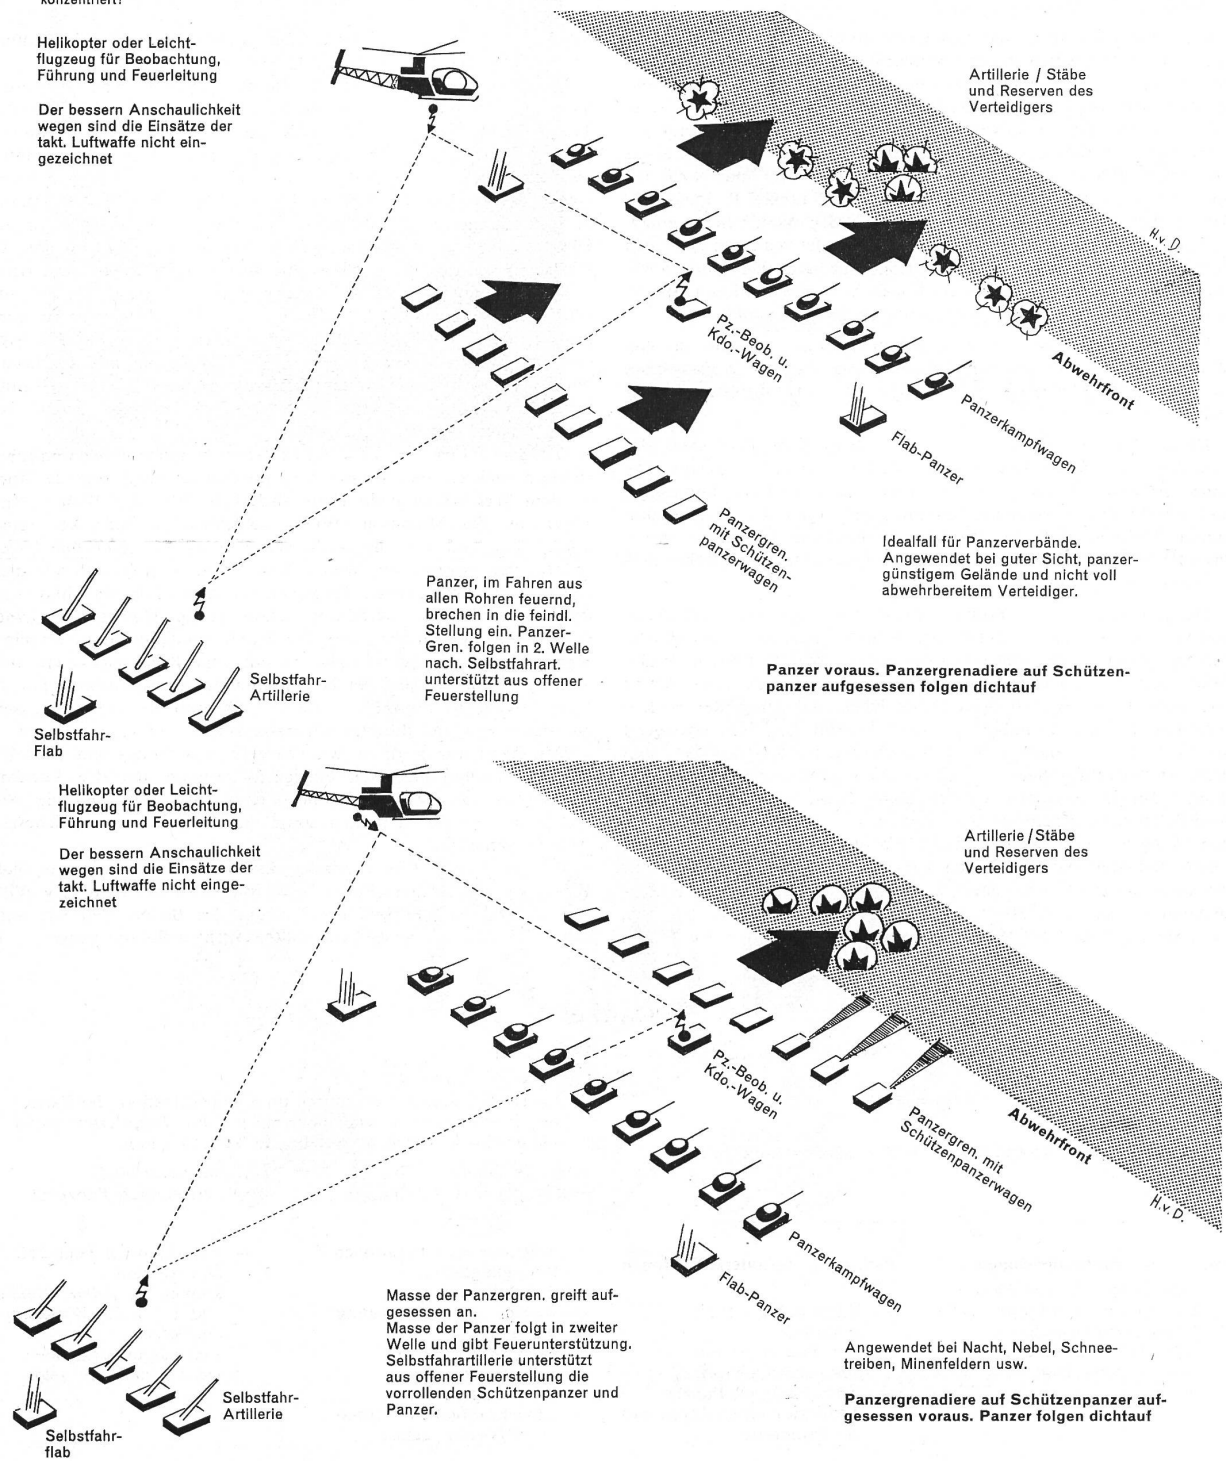 konzentriert!
Helikopter oder Leicht-
flugzeug für Beobachtung,
Führung und Feuerleitung
Der bessern Anschaulichkeit
wegen sind die Einsätze der
takt. Luftwaffe nicht ein-
gezeichnet
Artillerie / Stäbe
und Reserven des
Verteidigers
H.v.D.
Abwehrfront
Pz.-Beob. u.
Kdo.-Wagen
Panzerkampfwagen
Flab-Panzer
Panzergren.
mit Schützen-
panzerwagen
Idealfall für Panzerverbände.
Angewendet bei guter Sicht, panzer-
günstigem Gelände und nicht voll
abwehrbereitem Verteidiger.
Panzer, im Fahren aus
allen Rohren feuernd,
brechen in die feindl.
Stellung ein. Panzer-
Gren. folgen in 2. Welle
nach. Selbstfahrart.
unterstützt aus offener
Feuerstellung
Selbstfahr-
Artillerie
Selbstfahr-
Flab
Panzer voraus. Panzergrenadiere auf Schützen-
panzer aufgesessen folgen dichtauf
Helikopter oder Leicht-
flugzeug für Beobachtung,
Führung und Feuerleitung
Der bessern Anschaulichkeit
wegen sind die Einsätze der
takt. Luftwaffe nicht einge-
zeichnet
Artillerie / Stäbe
und Reserven des
Verteidigers
Pz.-Beob. u.
Kdo.-Wagen
Panzergren. mit
Schützenpanzerwagen
Abwehrfront
H.v.D.
Panzerkampfwagen
Flab-Panzer
Masse der Panzergren. greift auf-
gesessen an.
Masse der Panzer folgt in zweiter
Welle und gibt Feuerunterstützung.
Selbstfahrartillerie unterstützt
aus offener Feuerstellung die
vorrollenden Schützenpanzer und
Panzer.
Selbstfahr-
Artillerie
Selbstfahr-
flab
Angewendet bei Nacht, Nebel, Schnee-
treiben, Minenfeldern usw.
Panzergrenadiere auf Schützenpanzer auf-
gesessen voraus. Panzer folgen dichtauf